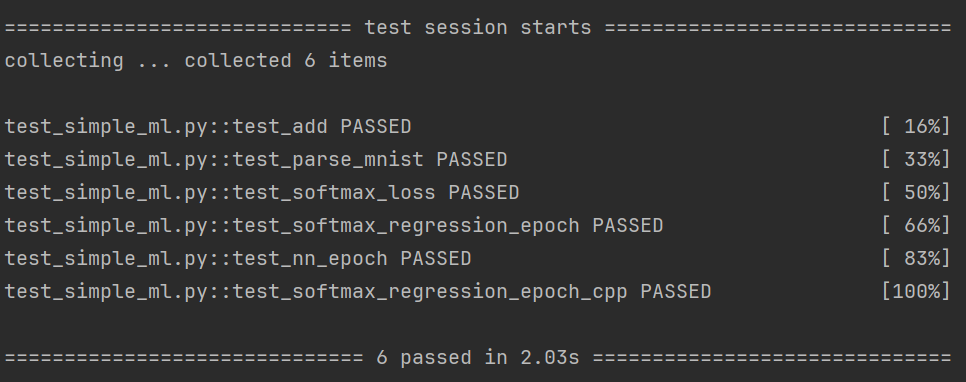 ============================= test session starts =============================
collecting ... collected 6 items
test_simple_ml.py::test_add PASSED [ 16%]
test_simple_ml.py::test_parse_mnist PASSED [ 33%]
test_simple_ml.py::test_softmax_loss PASSED [ 50%]
test_simple_ml.py::test_softmax_regression_epoch PASSED [ 66%]
test_simple_ml.py::test_nn_epoch PASSED [ 83%]
test_simple_ml.py::test_softmax_regression_epoch_cpp PASSED [100%]
============================== 6 passed in 2.03s ==============================